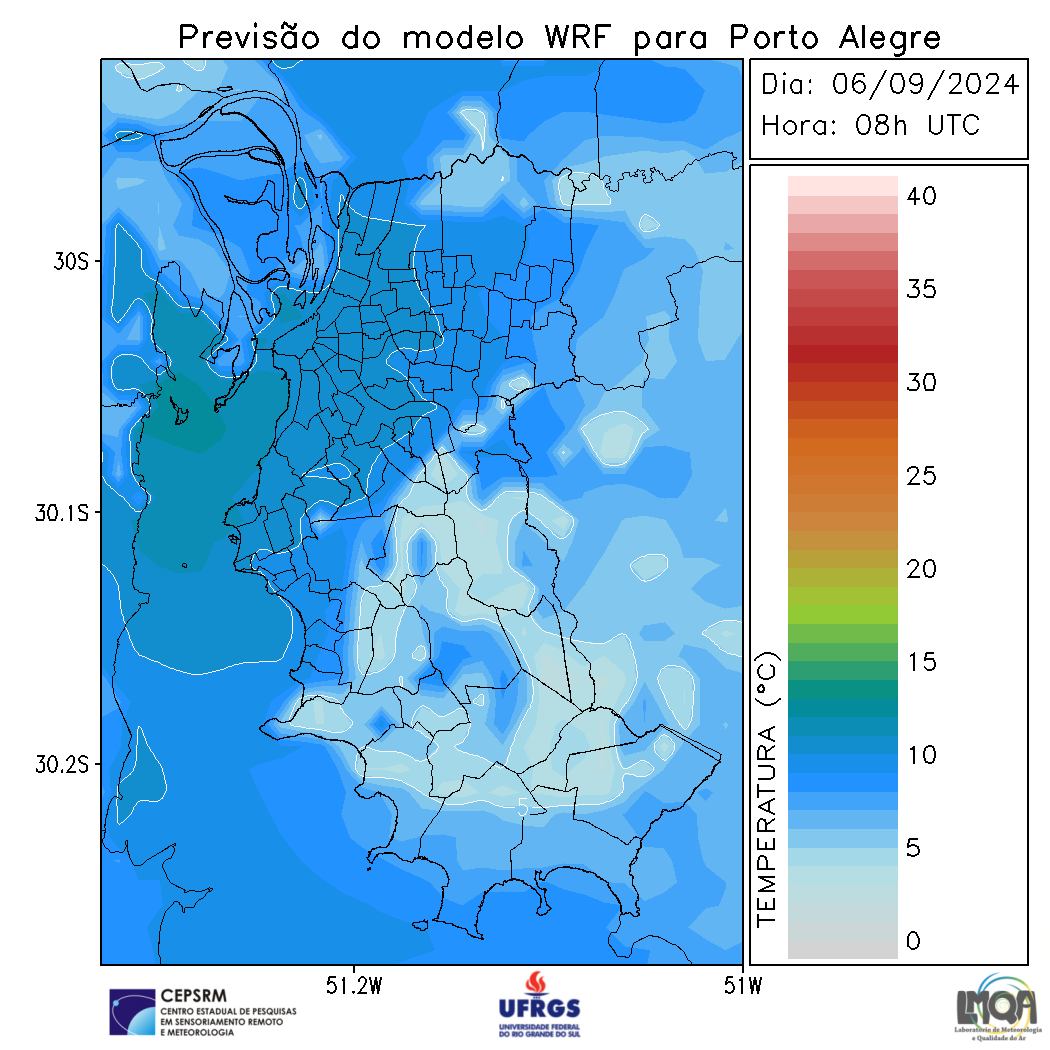 Previsão do modelo WRF para Porto Alegre
Dia: 06/09/2024
Hora: 08h UTC
30S
30.1S
30.2S
51.2W
51W
5
40
35
30
25
20
15
10
5
0
TEMPERATURA (°C)
CEPSRM
CENTRO ESTADUAL DE PESQUISAS
EM SENSORIAMENTO REMOTO
E METEOROLOGIA
UFRGS
UNIVERSIDADE FEDERAL
DO RIO GRANDE DO SUL
LMQA
Laboratório de Meteorologia
e Qualidade do Ar